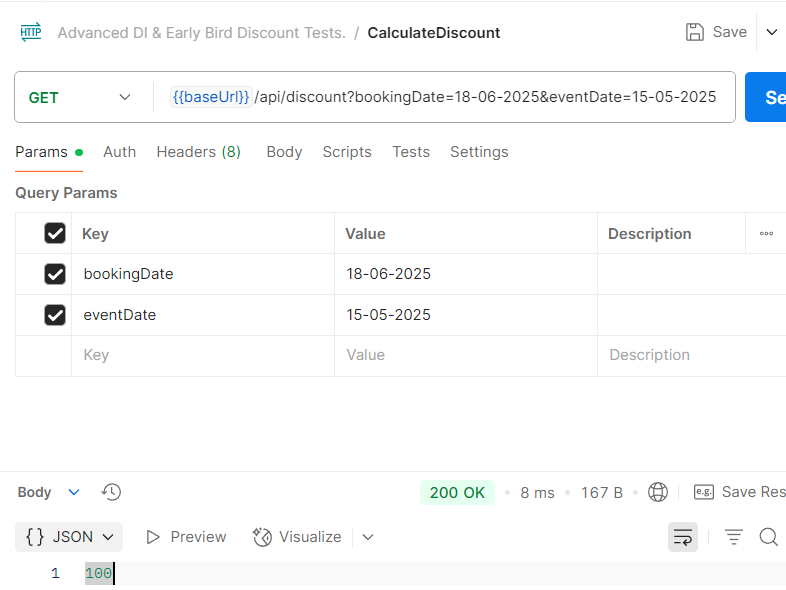 HTTP Advanced DI & Early Bird Discount Tests. / CalculateDiscount Save
GET {{baseUrl}}/api/discount?bookingDate=18-06-2025&eventDate=15-05-2025 Se
Params Auth Headers (8) Body Scripts Tests Settings
Query Params
Key Value Description
bookingDate 18-06-2025
eventDate 15-05-2025
Key Value Description
Body 200 OK 8 ms 167 B e.g. Save Res
{} JSON Preview Visualize
1 100